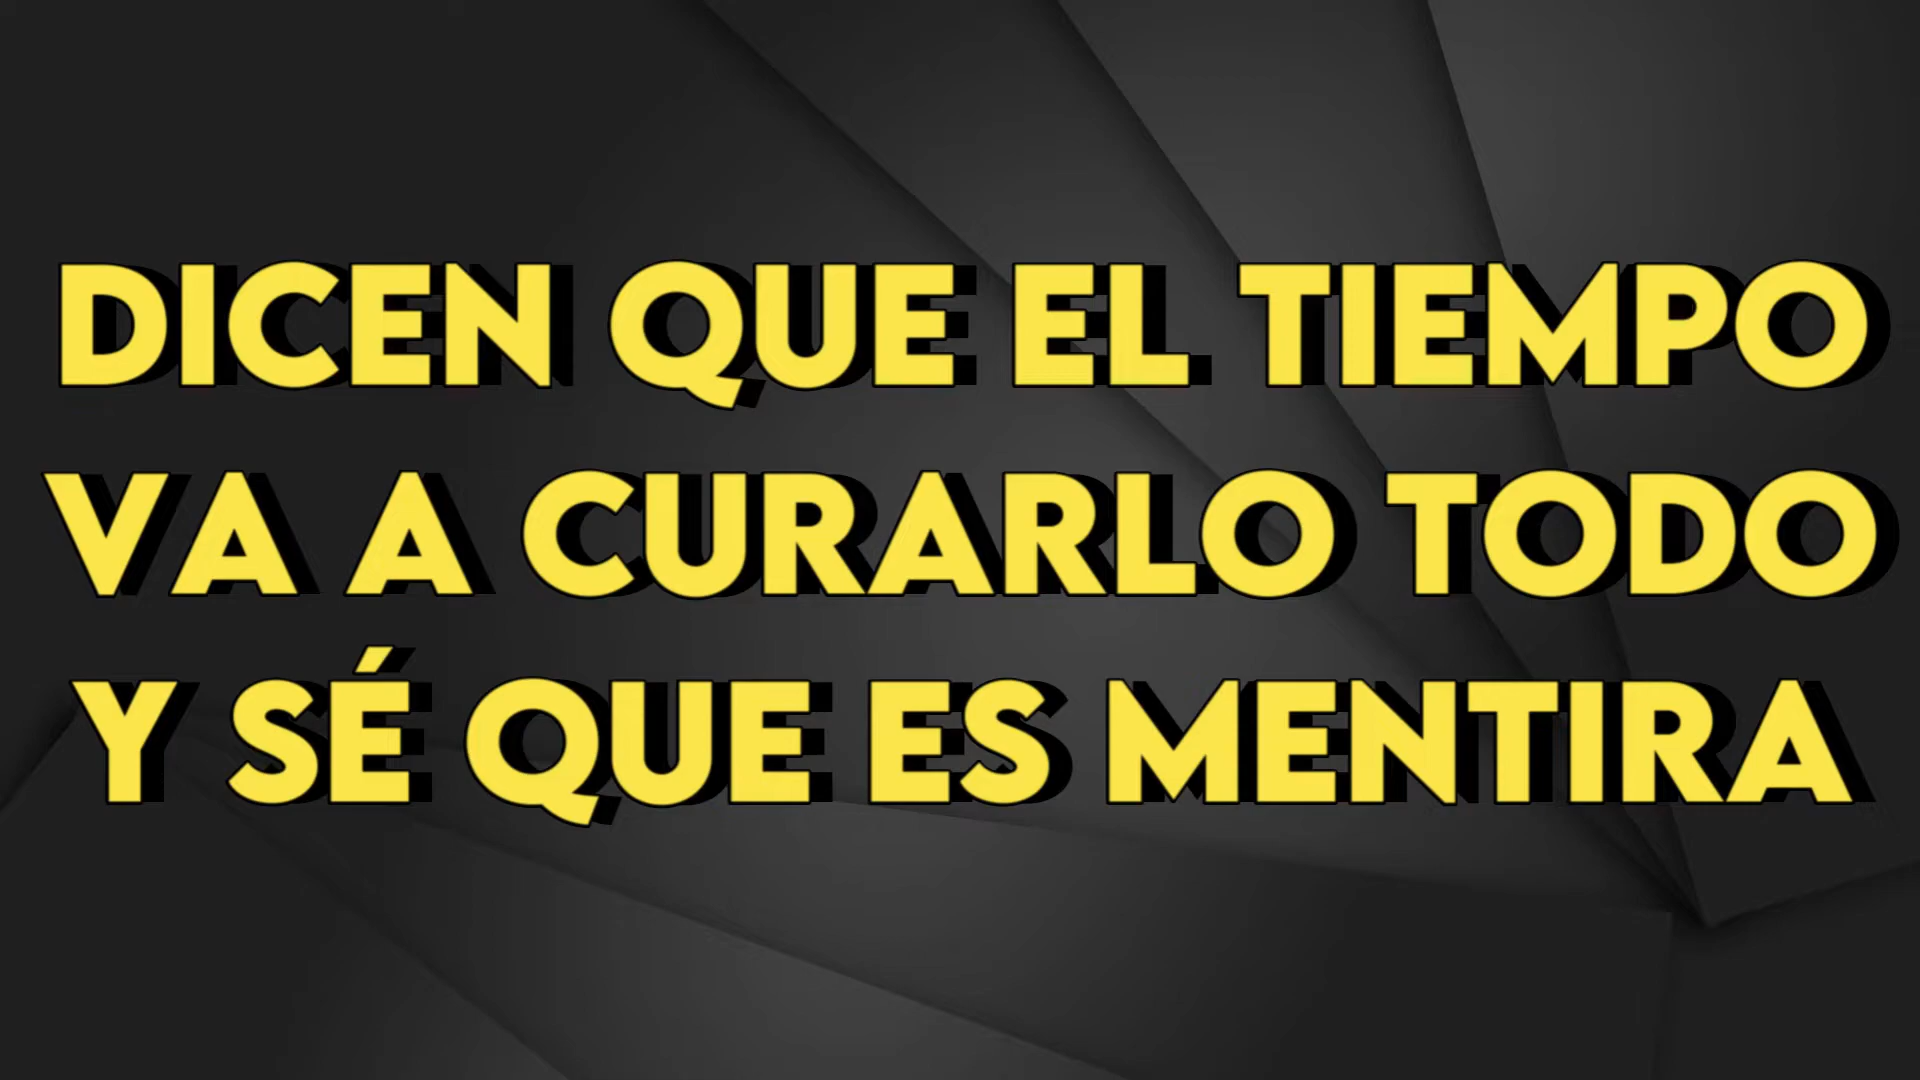 DICEN QUE EL TIEMPO
VA A CURARLO TODO
Y SÉ QUE ES MENTIRA